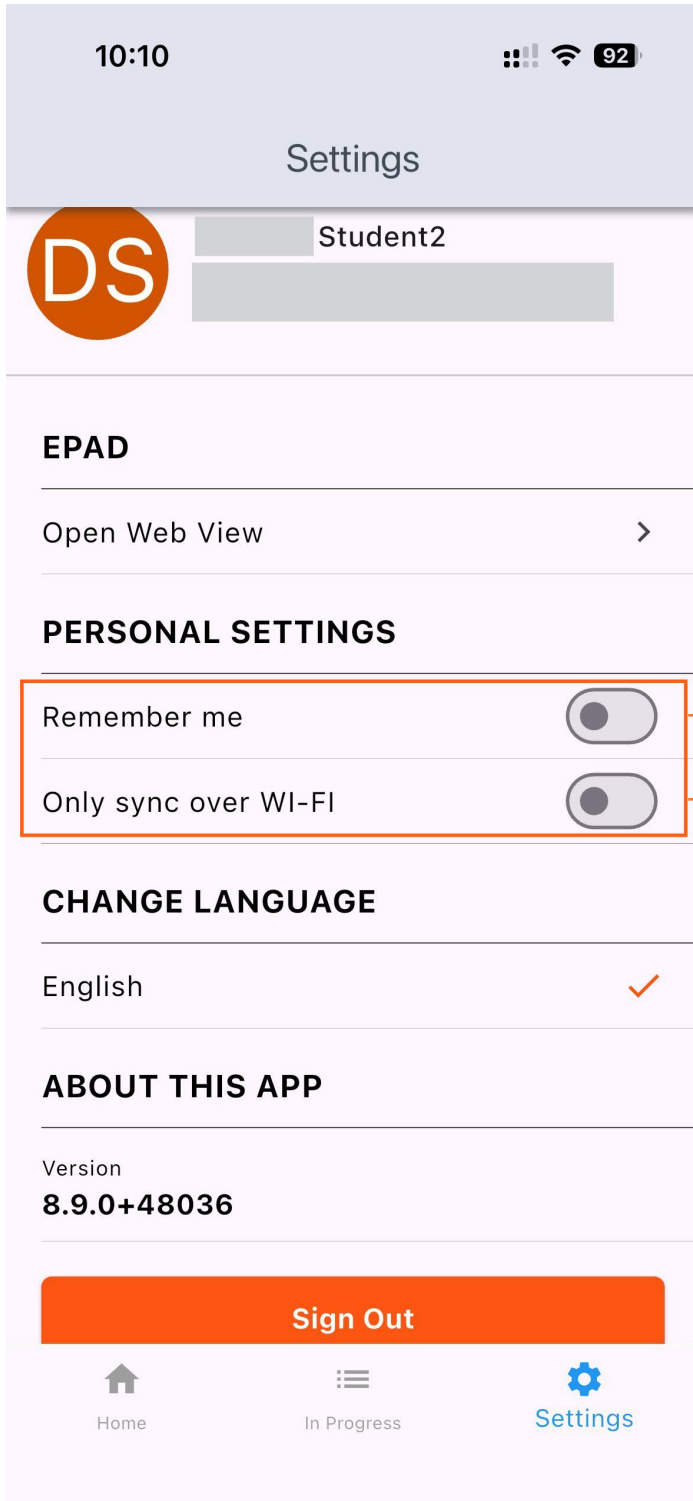 10:10
92
Settings
DS
Student2
EPAD
Open Web View
PERSONAL SETTINGS
Remember me
Only sync over WI-FI
CHANGE LANGUAGE
English
ABOUT THIS APP
Version
8.9.0+48036
Sign Out
Home
In Progress
Settings